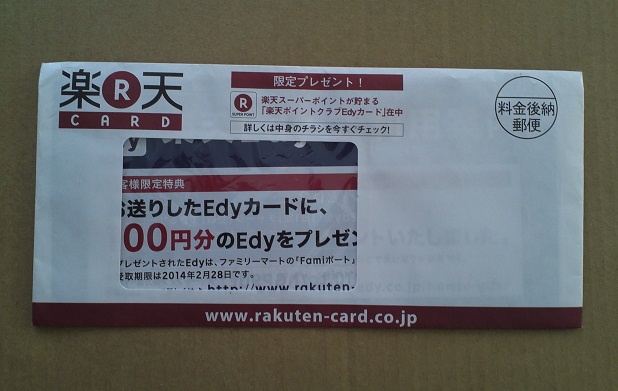 楽R天
CARD
限定プレゼント！
R
SUPER POINT
楽天スーパーポイントが貯まる
「楽天ポイントクラブEdyカード」在中
詳しくは中身のチラシを今すぐチェック！
料金後納
郵便
客様限定特典
送りしたEdyカードに、
00円分のEdyをプレゼン
プレゼントされたEdyは、ファミリーマートの「Famiポート」
受取期限は2014年2月28日です。
http://www.rakuten-
www.rakuten-card.co.jp